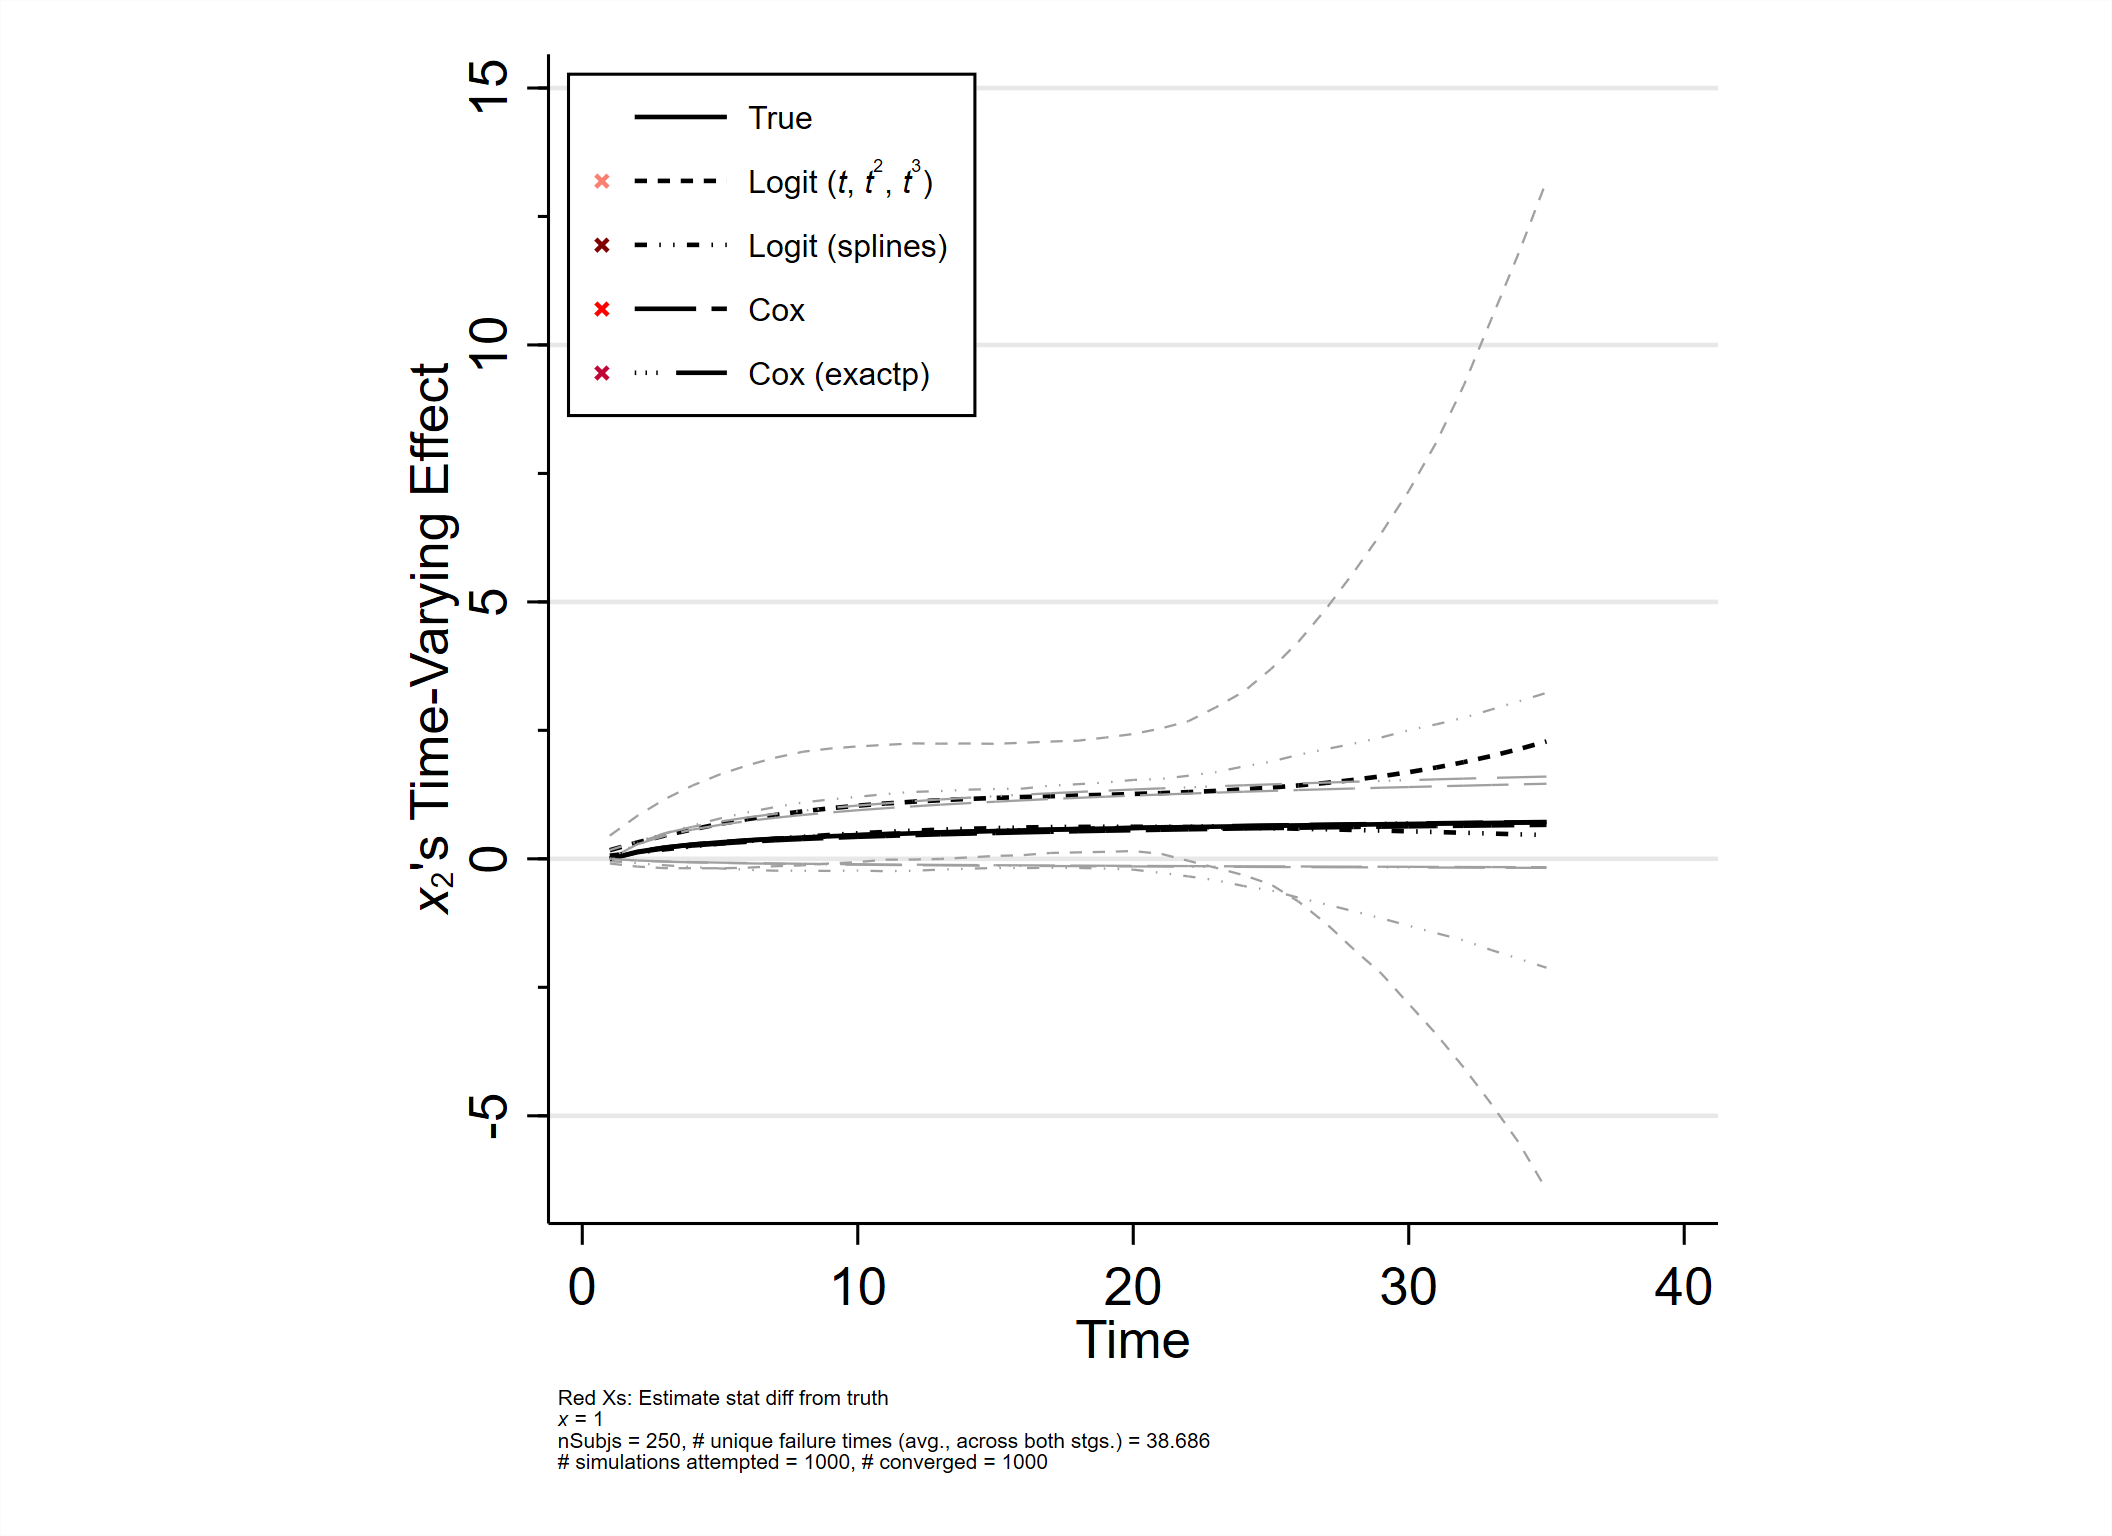 15
10
5
0
-5
x₂'s Time-Varying Effect
True
Logit (t, t², t³)
Logit (splines)
Cox
Cox (exactp)
0 10 20 30 40
Time
Red Xs: Estimate stat diff from truth
x = 1
nSubjs = 250, # unique failure times (avg., across both stgs.) = 38.686
# simulations attempted = 1000, # converged = 1000